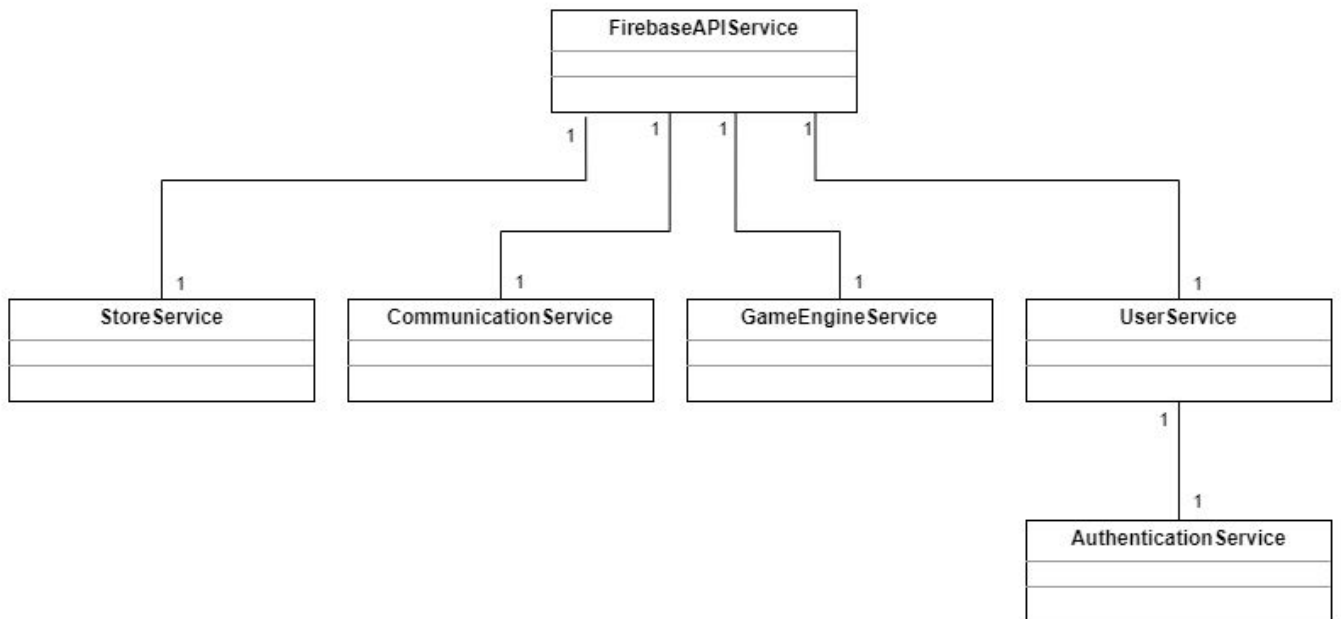 FirebaseAPIService
1 1 1 1
1 1 1 1
StoreService CommunicationService GameEngineService UserService
1
1
AuthenticationService